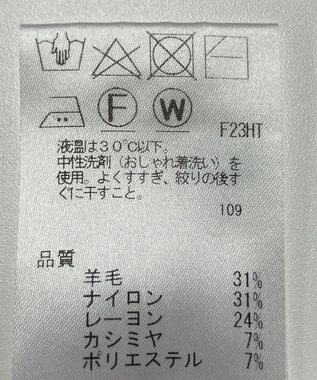 F W
F23HT
液温は30℃以下。
中性洗剤（おしゃれ着洗い）を
使用。よくすすぎ、絞りの後す
ぐに干すこと。
109
品質
羊毛 31%
ナイロン 31%
レーヨン 24%
カシミヤ 7%
ポリエステル 7%